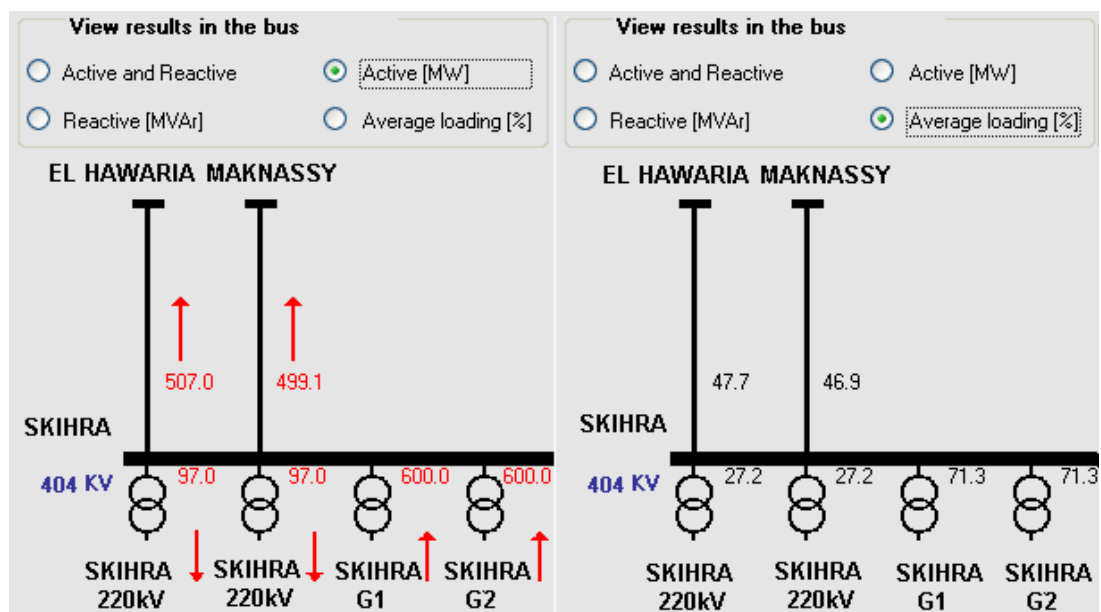 View results in the bus
Active and Reactive
Active [MW]
Reactive [MVAr]
Average loading [%]
EL HAWARIA MAKNASSY
507.0
499.1
SKIHRA
404 KV
97.0
97.0
600.0
600.0
SKIHRA
220kV
SKIHRA
220kV
SKIHRA
G1
SKIHRA
G2
View results in the bus
Active and Reactive
Active [MW]
Reactive [MVAr]
Average loading [%]
EL HAWARIA MAKNASSY
47.7
46.9
SKIHRA
404 KV
27.2
27.2
71.3
71.3
SKIHRA
220kV
SKIHRA
220kV
SKIHRA
G1
SKIHRA
G2